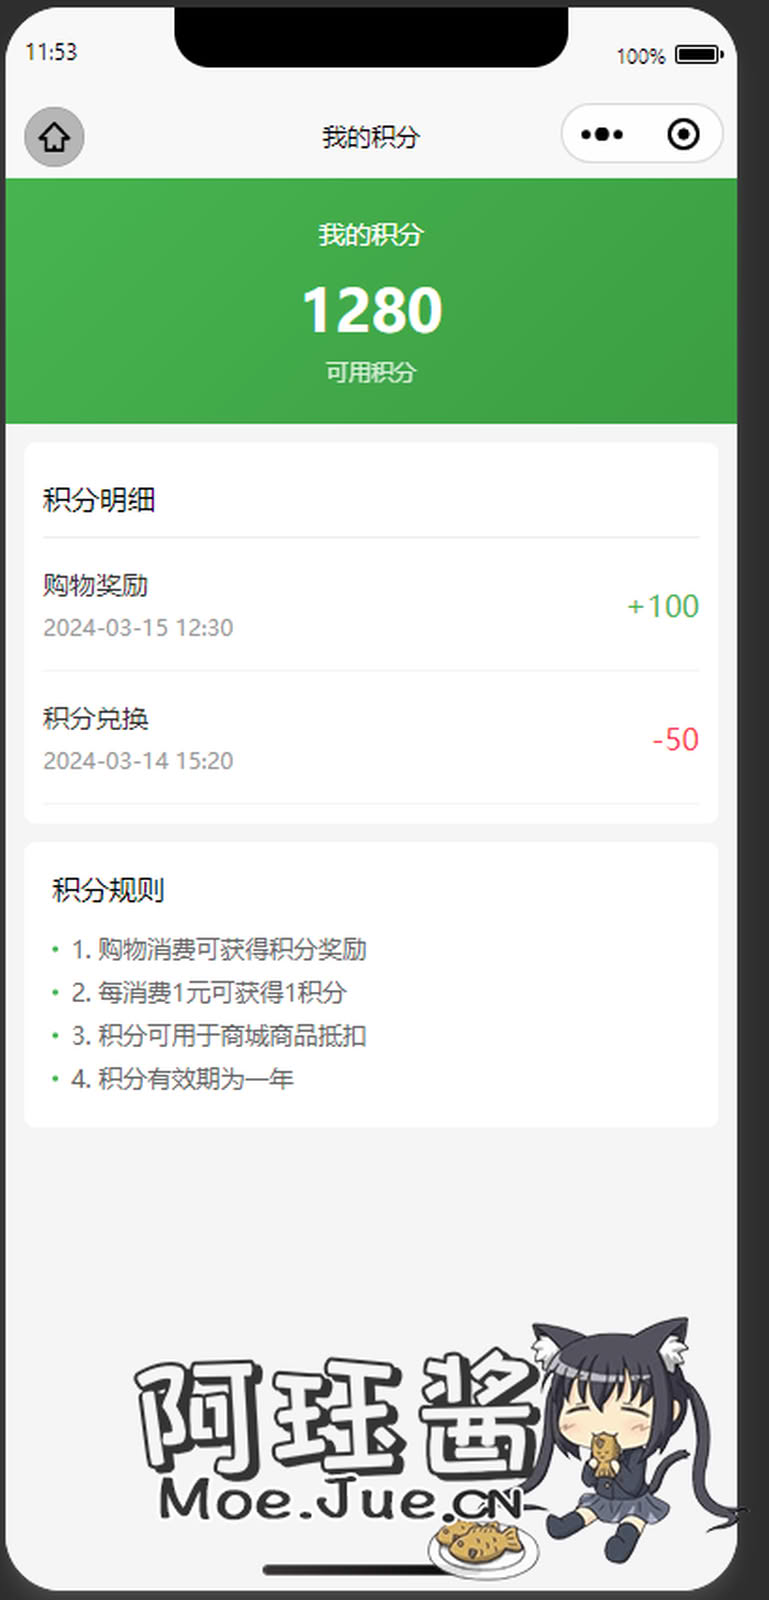 11:53
100%
我的积分
我的积分
1280
可用积分
积分明细
购物奖励
2024-03-15 12:30
+100
积分兑换
2024-03-14 15:20
-50
积分规则
• 1. 购物消费可获得积分奖励
• 2. 每消费1元可获得1积分
• 3. 积分可用于商城商品抵扣
• 4. 积分有效期为一年
阿珏酱
Moe.Jue.CN